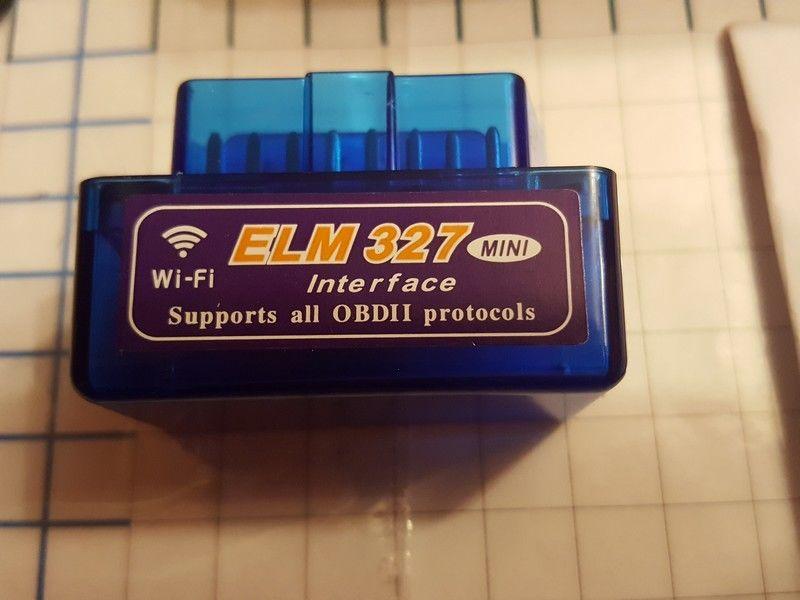 ELM 327 MINI
Wi-Fi
Interface
Supports all OBDII protocols